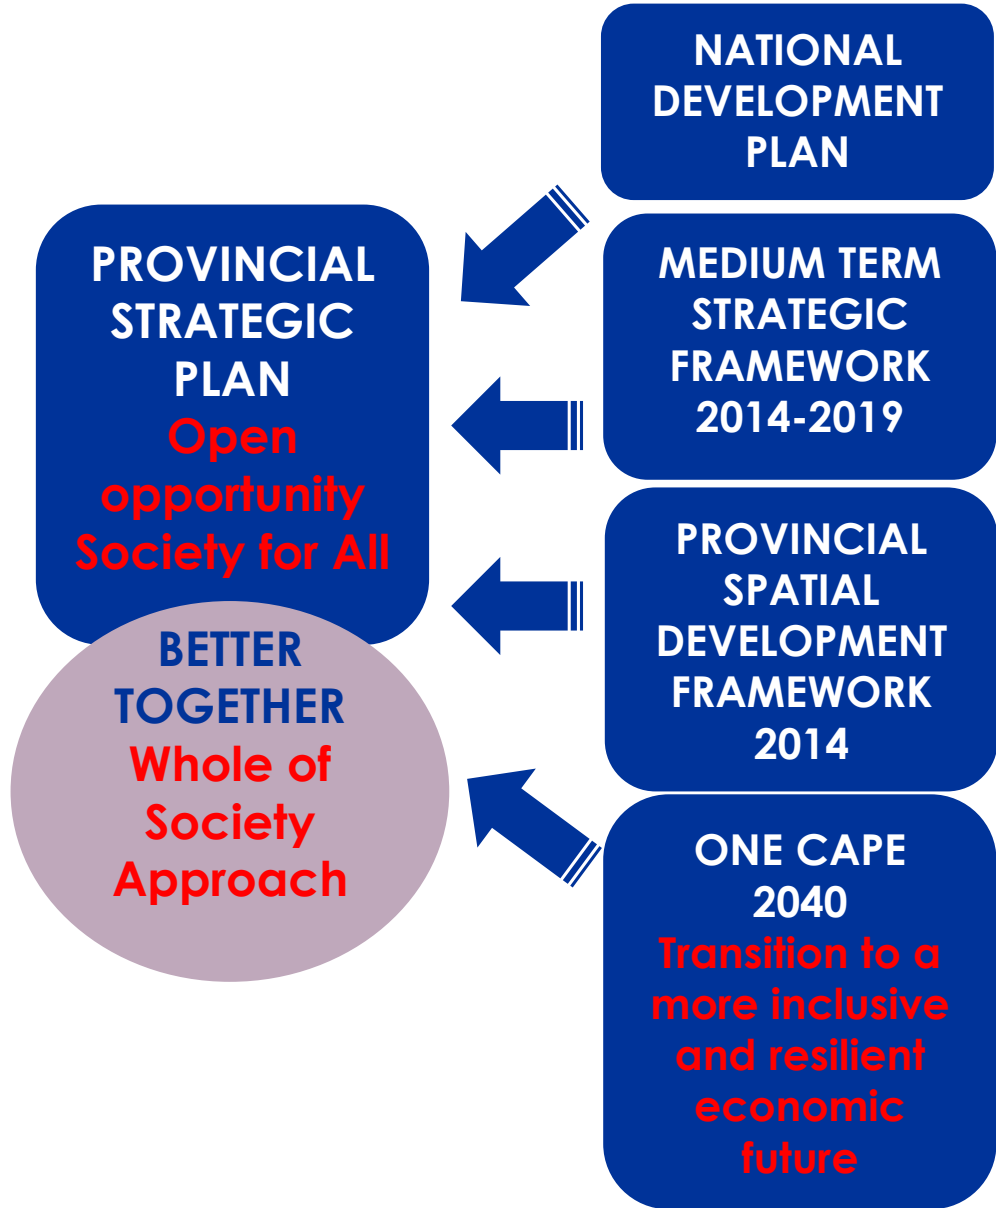 PROVINCIAL
STRATEGIC
PLAN
Open
opportunity
Society for All
BETTER
TOGETHER
Whole of
Society
Approach
NATIONAL
DEVELOPMENT
PLAN
MEDIUM TERM
STRATEGIC
FRAMEWORK
2014-2019
PROVINCIAL
SPATIAL
DEVELOPMENT
FRAMEWORK
2014
ONE CAPE
2040
Transition to a
more inclusive
and resilient
economic
future